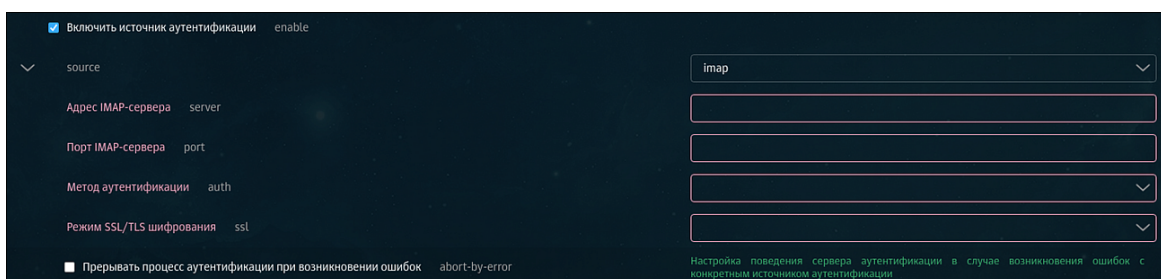 Включить источник аутентификации enable
source imap
Адрес IMAP-сервера server
Порт IMAP-сервера port
Метод аутентификации auth
Режим SSL/TLS шифрования ssl
Прерывать процесс аутентификации при возникновении ошибок abort-by-error
Настройка поведения сервера аутентификации в случае возникновения ошибок с
конкретным источником аутентификации